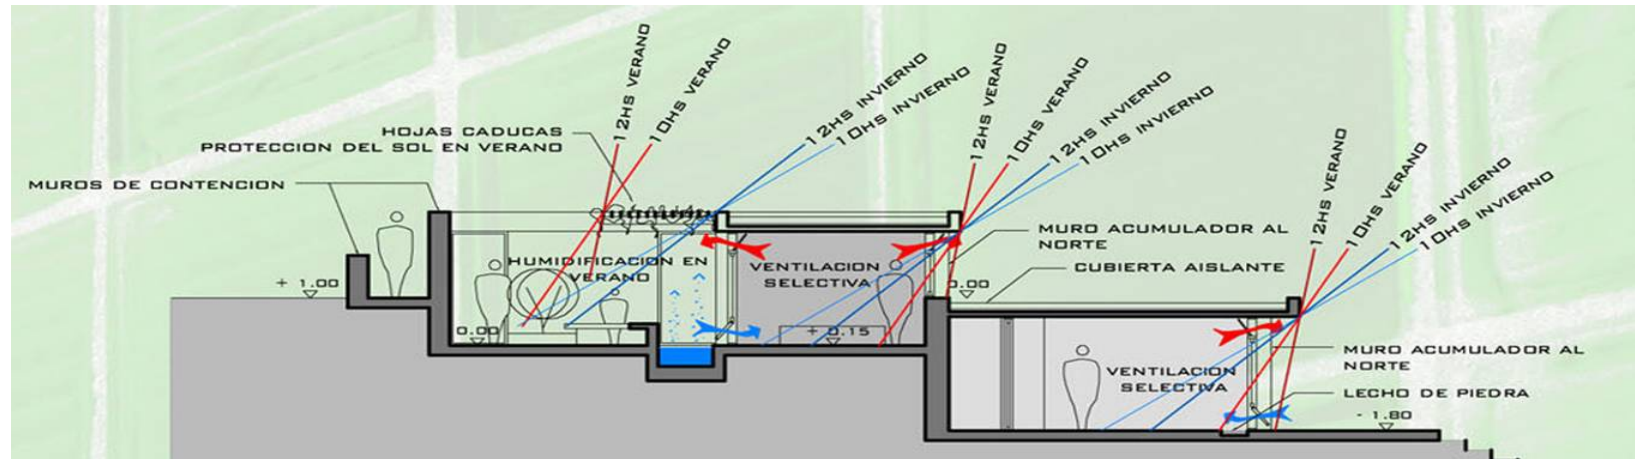 12HS VERANO
10HS VERANO
12HS INVIERNO
10HS INVIERNO
12HS VERANO
10HS VERANO
12HS INVIERNO
10HS INVIERNO
12HS VERANO
10HS VERANO
12HS INVIERNO
10HS INVIERNO
HOJAS CADUCAS
PROTECCION DEL SOL EN VERANO
MUROS DE CONTENCION
HUMIDIFICACION EN
VERANO
VENTILACION
SELECTIVA
MURO ACUMULADOR AL
NORTE
CUBIERTA AISLANTE
+ 1.00
0.00
+ 0.15
0.00
MURO ACUMULADOR AL
NORTE
VENTILACION
SELECTIVA
LECHO DE PIEDRA
- 1.80